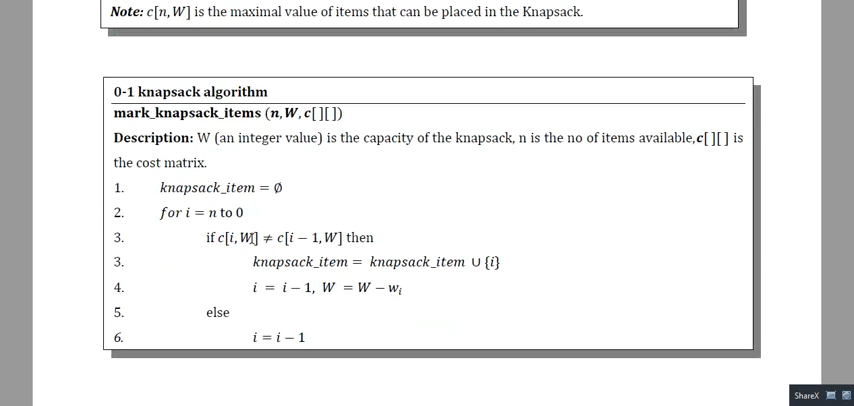 Note: c[n, W] is the maximal value of items that can be placed in the Knapsack.
0-1 knapsack algorithm
mark_knapsack_items (n, W, c[ ][ ])
Description: W (an integer value) is the capacity of the knapsack, n is the no of items available,c[ ][ ] is
the cost matrix.
1. knapsack_item = ∅
2. for i = n to 0
3. if c[i, W] ≠ c[i − 1, W] then
3. knapsack_item = knapsack_item ∪ {i}
4. i = i − 1, W = W − wᵢ
5. else
6. i = i − 1
ShareX